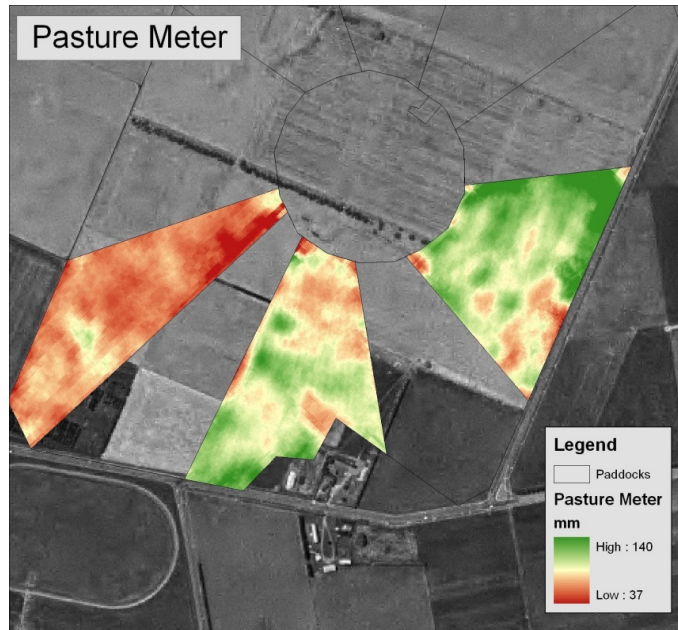 Pasture Meter
Legend
Paddocks
Pasture Meter
mm
High : 140
Low : 37